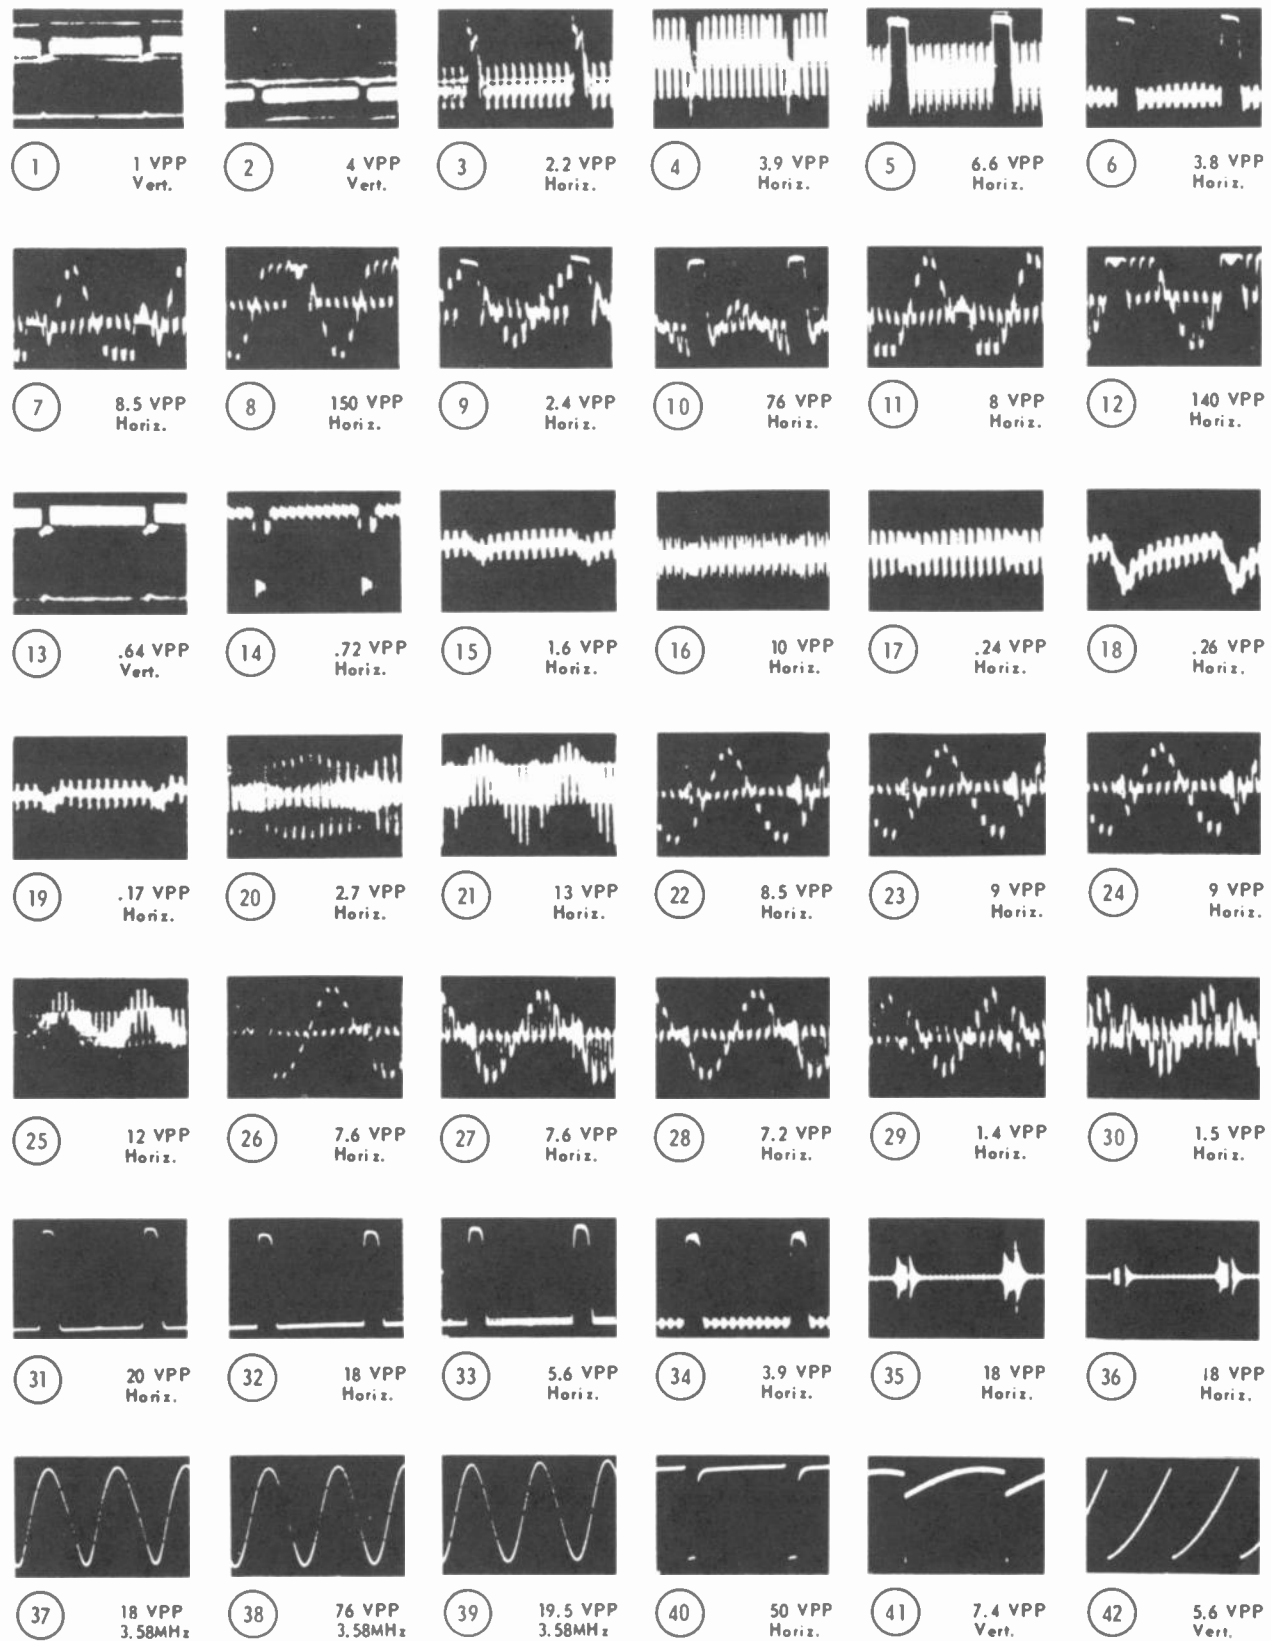 1 1 VPP
Vert.
2 4 VPP
Vert.
3 2.2 VPP
Horiz.
4 3.9 VPP
Horiz.
5 6.6 VPP
Horiz.
6 3.8 VPP
Horiz.
7 8.5 VPP
Horiz.
8 150 VPP
Horiz.
9 2.4 VPP
Horiz.
10 76 VPP
Horiz.
11 8 VPP
Horiz.
12 140 VPP
Horiz.
13 .64 VPP
Vert.
14 .72 VPP
Horiz.
15 1.6 VPP
Horiz.
16 10 VPP
Horiz.
17 .24 VPP
Horiz.
18 .26 VPP
Horiz.
19 .17 VPP
Horiz.
20 2.7 VPP
Horiz.
21 13 VPP
Horiz.
22 8.5 VPP
Horiz.
23 9 VPP
Horiz.
24 9 VPP
Horiz.
25 12 VPP
Horiz.
26 7.6 VPP
Horiz.
27 7.6 VPP
Horiz.
28 7.2 VPP
Horiz.
29 1.4 VPP
Horiz.
30 1.5 VPP
Horiz.
31 20 VPP
Horiz.
32 18 VPP
Horiz.
33 5.6 VPP
Horiz.
34 3.9 VPP
Horiz.
35 18 VPP
Horiz.
36 18 VPP
Horiz.
37 18 VPP
3.58MHz
38 76 VPP
3.58MHz
39 19.5 VPP
3.58MHz
40 50 VPP
Horiz.
41 7.4 VPP
Vert.
42 5.6 VPP
Vert.